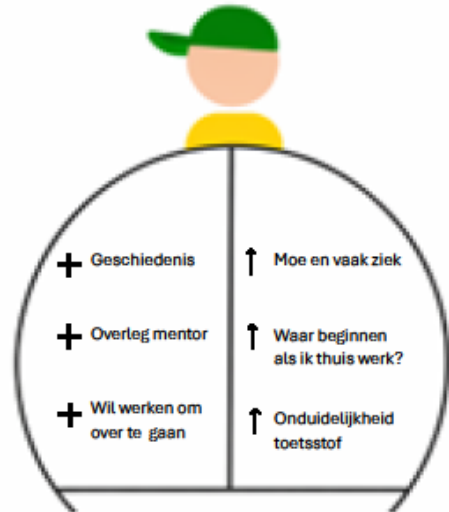 + Geschiedenis
+ Overleg mentor
+ Wil werken om
over te gaan
↑ Moe en vaak ziek
↑ Waar beginnen
als ik thuis werk?
↑ Onduidelijkheid
toetsstof